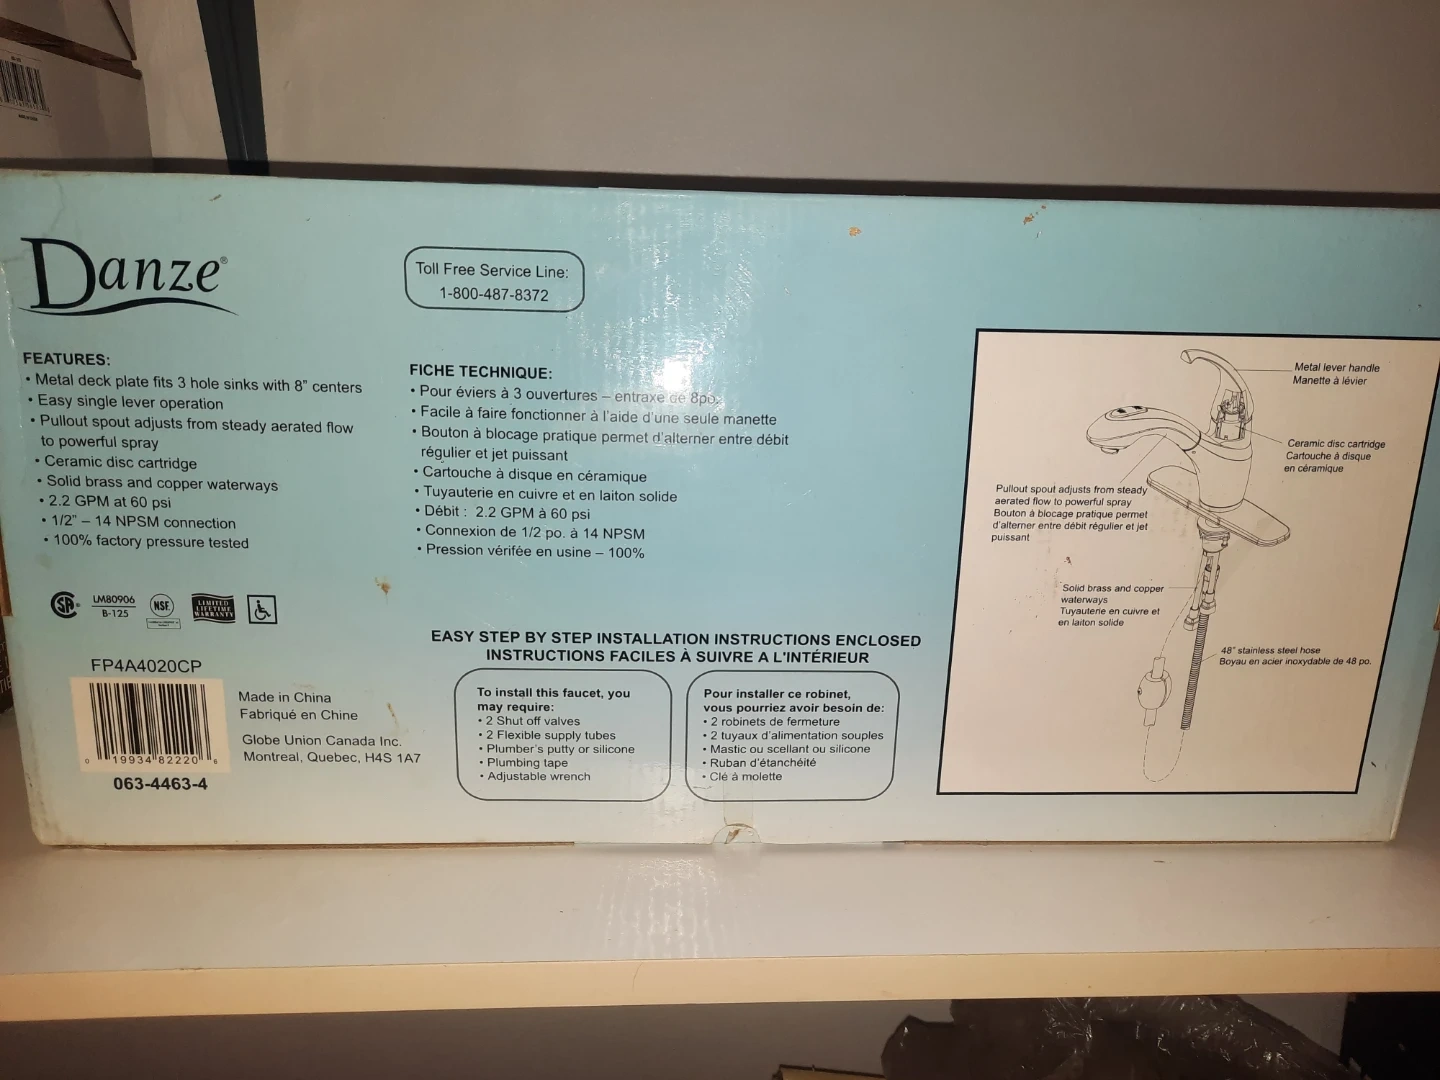 Danze®
Toll Free Service Line:
1-800-487-8372
FEATURES:
• Metal deck plate fits 3 hole sinks with 8" centers
• Easy single lever operation
• Pullout spout adjusts from steady aerated flow
to powerful spray
• Ceramic disc cartridge
• Solid brass and copper waterways
• 2.2 GPM at 60 psi
• 1/2" – 14 NPSM connection
• 100% factory pressure tested
FICHE TECHNIQUE:
• Pour éviers à 3 ouvertures – entraxe de 8po.
• Facile à faire fonctionner à l'aide d'une seule manette
• Bouton à blocage pratique permet d'alterner entre débit
régulier et jet puissant
• Cartouche à disque en céramique
• Tuyauterie en cuivre et en laiton solide
• Débit : 2.2 GPM à 60 psi
• Connexion de 1/2 po. à 14 NPSM
• Pression vérifée en usine – 100%
LM80906
B-125
NSF
LIMITED
LIFETIME
WARRANTY
FP4A4020CP
0 19934 82220 6
063-4463-4
Made in China
Fabriqué en Chine
Globe Union Canada Inc.
Montreal, Quebec, H4S 1A7
EASY STEP BY STEP INSTALLATION INSTRUCTIONS ENCLOSED
INSTRUCTIONS FACILES À SUIVRE A L'INTÉRIEUR
To install this faucet, you
may require:
• 2 Shut off valves
• 2 Flexible supply tubes
• Plumber's putty or silicone
• Plumbing tape
• Adjustable wrench
Pour installer ce robinet,
vous pourriez avoir besoin de:
• 2 robinets de fermeture
• 2 tuyaux d'alimentation souples
• Mastic ou scellant ou silicone
• Ruban d'étanchéité
• Clé à molette
Metal lever handle
Manette à lévier
Ceramic disc cartridge
Cartouche à disque
en céramique
Pullout spout adjusts from steady
aerated flow to powerful spray
Bouton à blocage pratique permet
d'alterner entre débit régulier et jet
puissant
Solid brass and copper
waterways
Tuyauterie en cuivre et
en laiton solide
48" stainless steel hose
Boyau en acier inoxydable de 48 po.